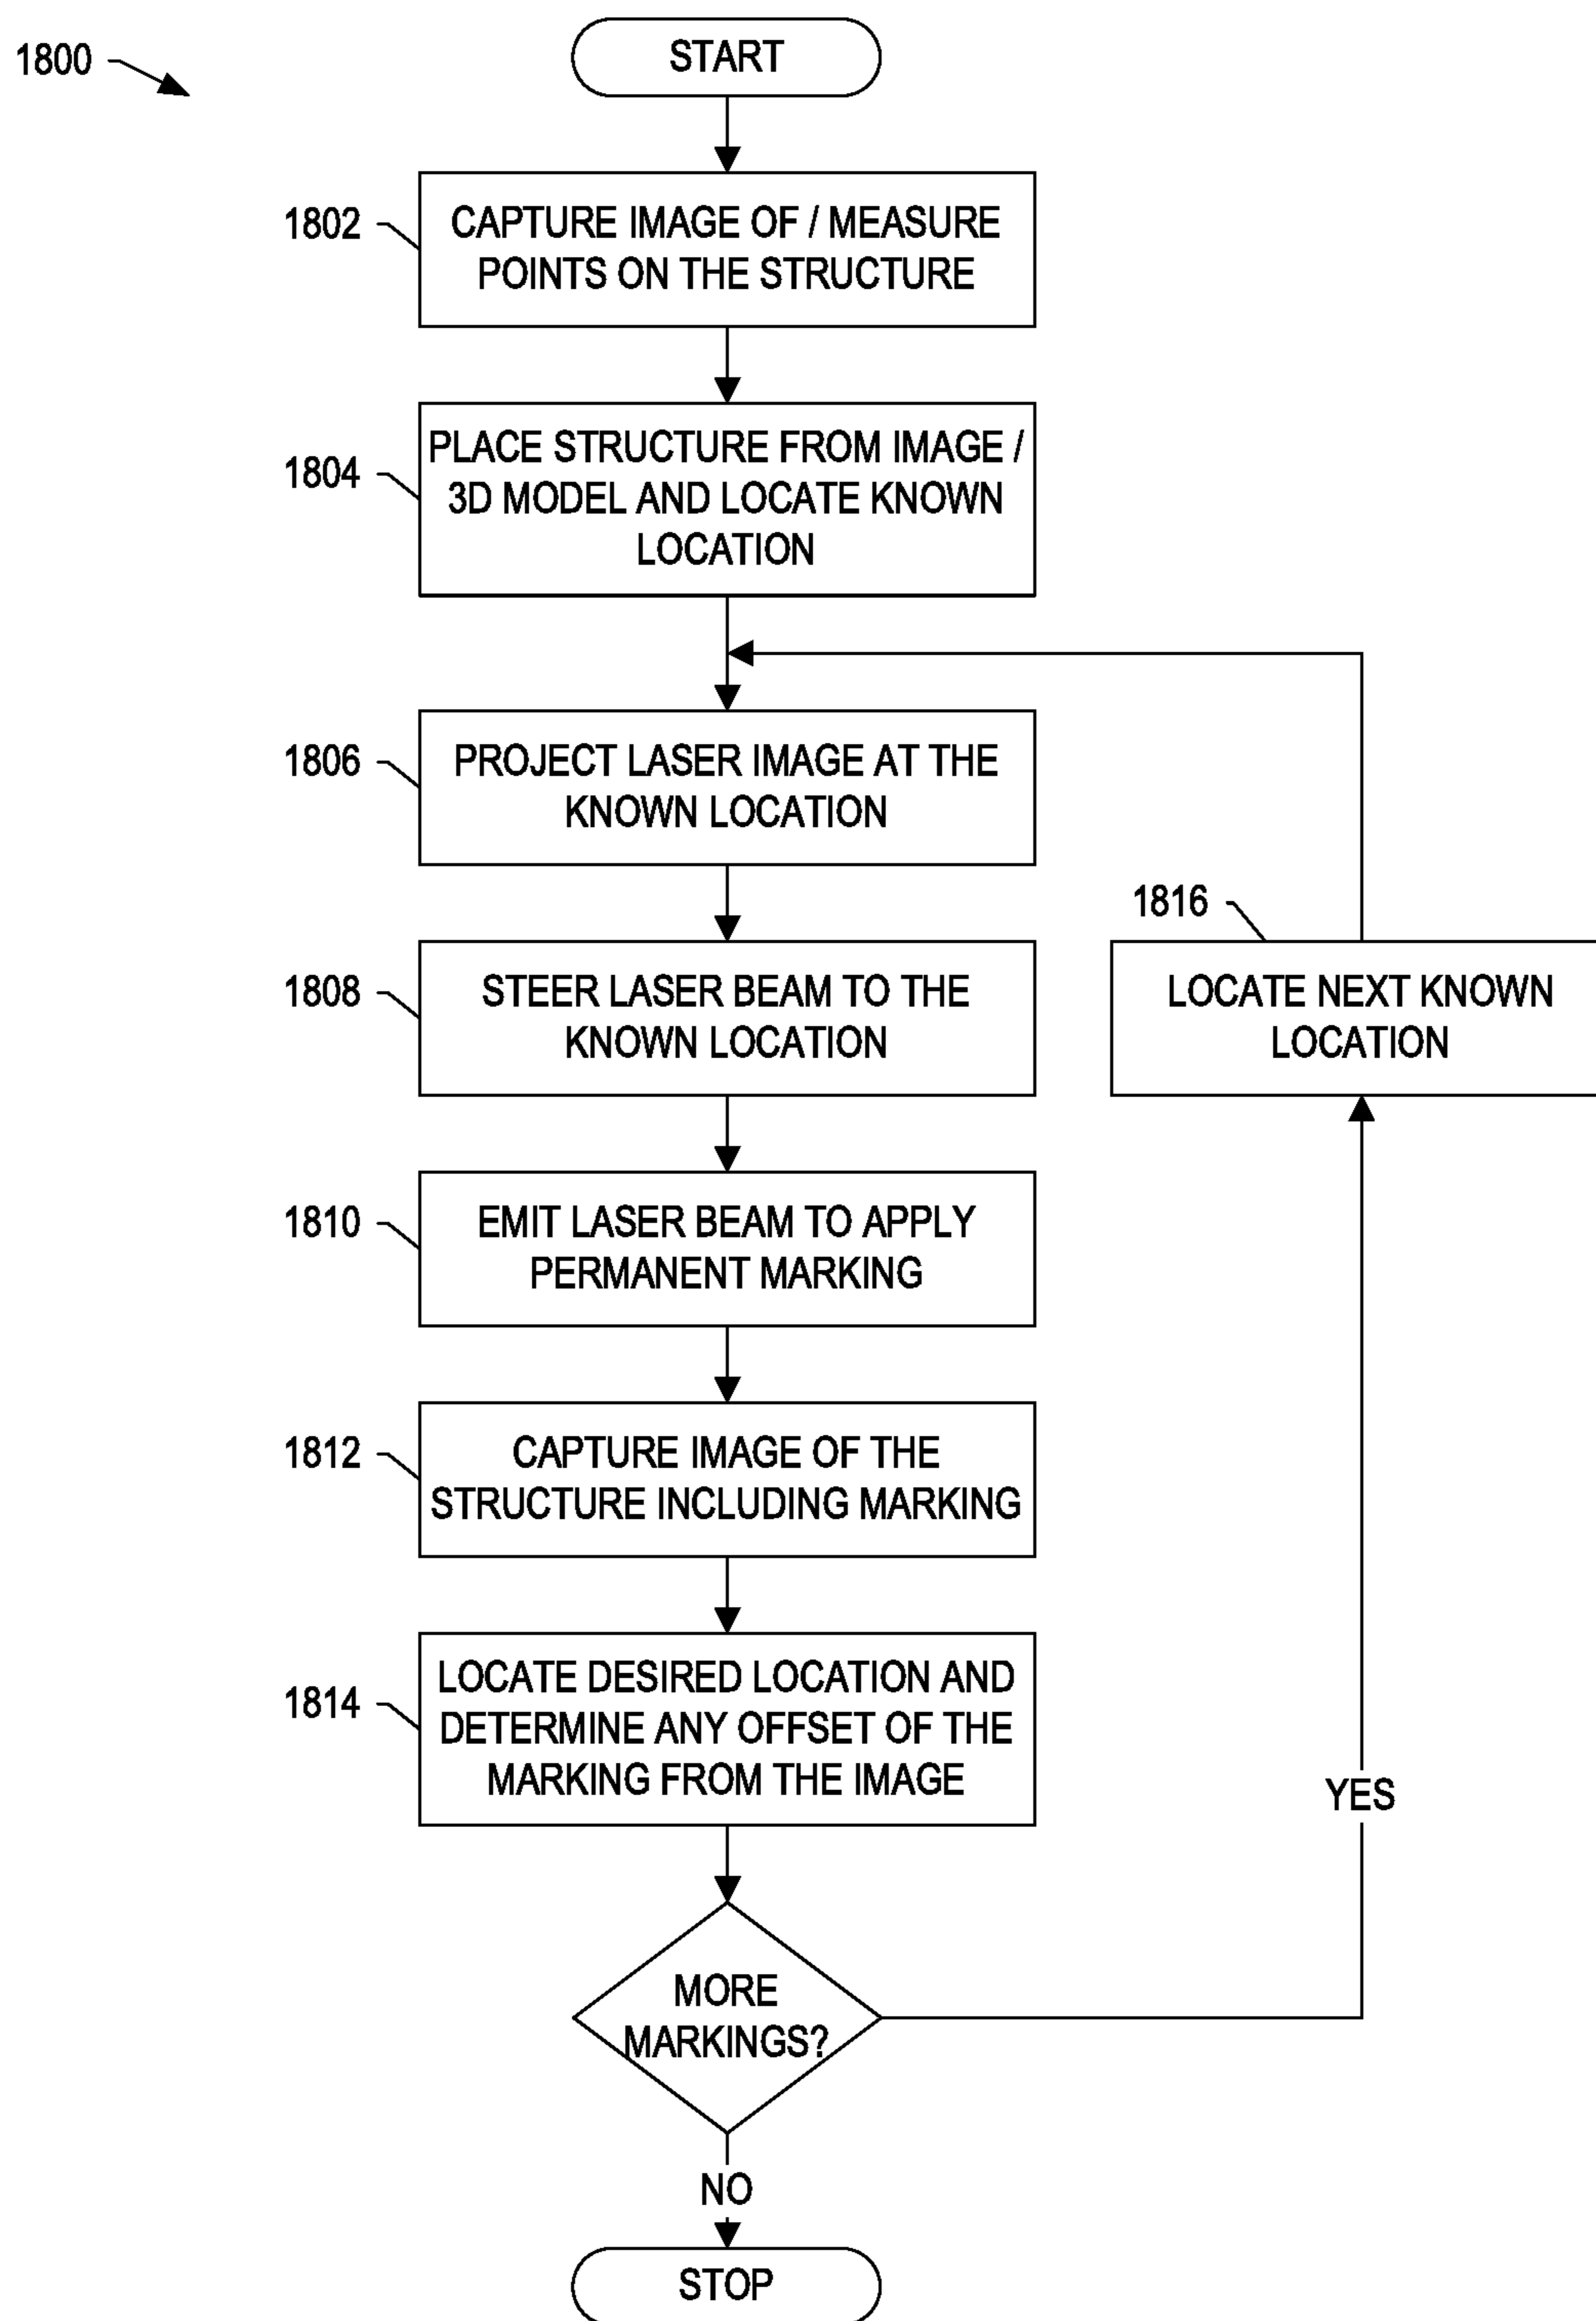 1800
START
1802
CAPTURE IMAGE OF / MEASURE
POINTS ON THE STRUCTURE
1804
PLACE STRUCTURE FROM IMAGE /
3D MODEL AND LOCATE KNOWN
LOCATION
1806
PROJECT LASER IMAGE AT THE
KNOWN LOCATION
1816
LOCATE NEXT KNOWN
LOCATION
1808
STEER LASER BEAM TO THE
KNOWN LOCATION
1810
EMIT LASER BEAM TO APPLY
PERMANENT MARKING
1812
CAPTURE IMAGE OF THE
STRUCTURE INCLUDING MARKING
1814
LOCATE DESIRED LOCATION AND
DETERMINE ANY OFFSET OF THE
MARKING FROM THE IMAGE
YES
MORE
MARKINGS?
NO
STOP